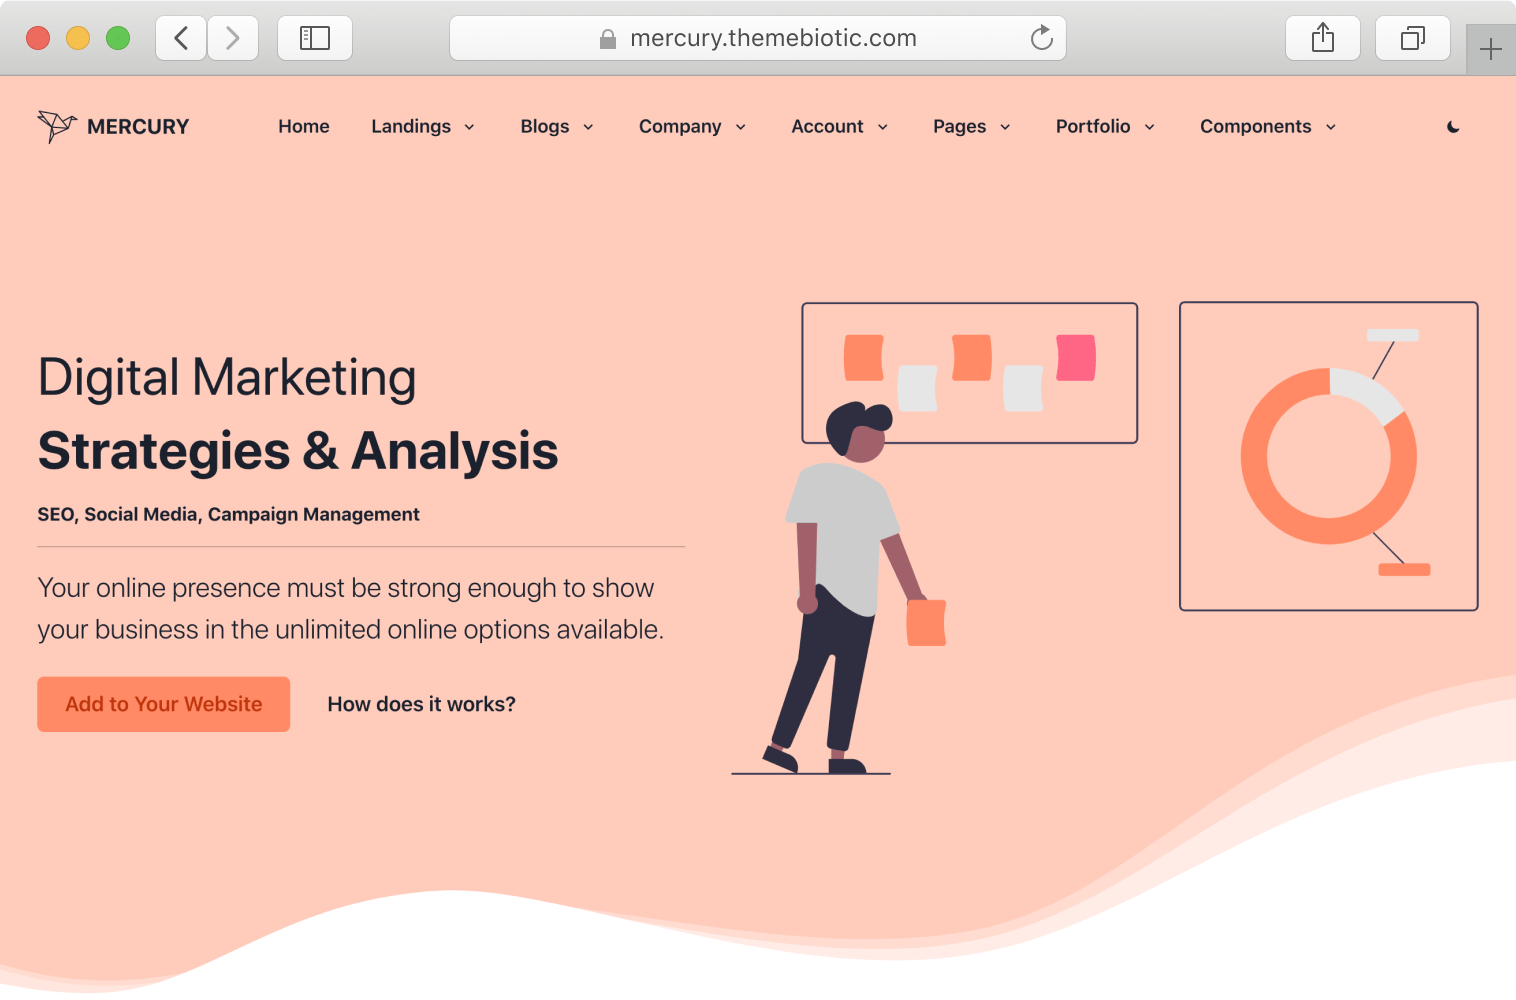 mercury.themebiotic.com
MERCURY Home Landings Blogs Company Account Pages Portfolio Components
Digital Marketing
Strategies & Analysis
SEO, Social Media, Campaign Management
Your online presence must be strong enough to show
your business in the unlimited online options available.
Add to Your Website How does it works?